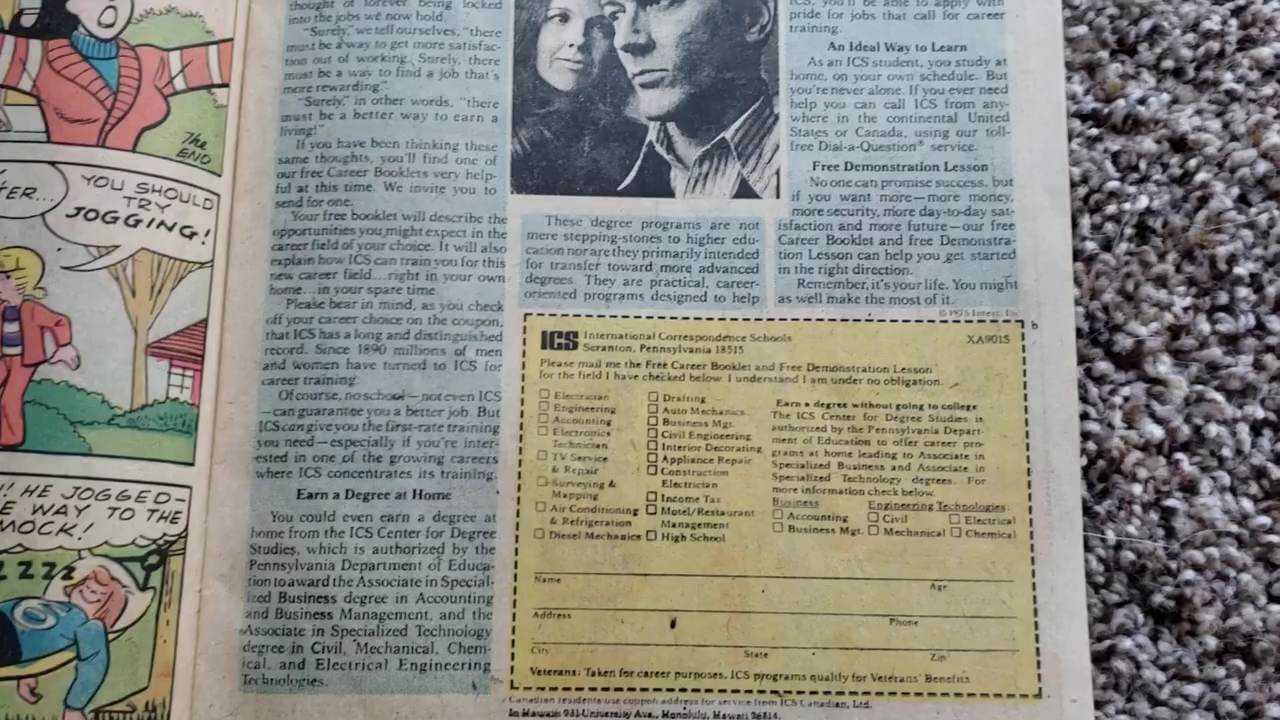 The
END
YOU SHOULD
TRY
JOGGING!
HE JOGGED-
WAY TO THE
thought of forever being locked
into the jobs we now hold.
"Surely," we tell ourselves, "there
must be a way to get more satisfac-
tion out of working. Surely, there
must be a way to find a job that's
more rewarding."
"Surely," in other words, "there
must be a better way to earn a
living!"
If you have been thinking these
same thoughts, you'll find one of
our free Career Booklets very help-
ful at this time. We invite you to
send for one.
Your free booklet will describe the
opportunities you might expect in the
career field of your choice. It will also
explain how ICS can train you for this
new career field...right in your own
home...in your spare time.
Please bear in mind, as you check
off your career choice on the coupon,
that ICS has a long and distinguished
record. Since 1890 millions of men
and women have turned to ICS for
career training.
Of course, no school—not even ICS
—can guarantee you a better job. But
ICS can give you the first-rate training
you need—especially if you're inter-
ested in one of the growing careers
where ICS concentrates its training.
Earn a Degree at Home
You could even earn a degree at
home from the ICS Center for Degree
Studies, which is authorized by the
Pennsylvania Department of Educa-
tion to award the Associate in Special-
ized Business degree in Accounting
and Business Management, and the
Associate in Specialized Technology
degree in Civil, Mechanical, Chem-
ical, and Electrical Engineering
Technologies.
These degree programs are not
mere stepping-stones to higher edu-
cation nor are they primarily intended
for transfer toward more advanced
degrees. They are practical, career-
oriented programs designed to help
ICS, you'll be able to apply with
pride for jobs that call for career
training.
An Ideal Way to Learn
As an ICS student, you study at
home, on your own schedule. But
you're never alone. If you ever need
help you can call ICS from any-
where in the continental United
States or Canada, using our toll-
free Dial-a-Question® service.
Free Demonstration Lesson
No one can promise success, but
if you want more—more money,
more security, more day-to-day sat-
isfaction and more future—our free
Career Booklet and free Demonstra-
tion Lesson can help you get started
in the right direction.
Remember, it's your life. You might
as well make the most of it.
© 1975 Intext, Inc.
ICS International Correspondence Schools XA901S
Scranton, Pennsylvania 18515
Please mail me the Free Career Booklet and Free Demonstration Lesson
for the field I have checked below. I understand I am under no obligation.
Electrician
Engineering
Accounting
Electronics
Technician
TV Service
& Repair
Surveying &
Mapping
Air Conditioning
& Refrigeration
Diesel Mechanics
Drafting
Auto Mechanics
Business Mgt.
Civil Engineering
Interior Decorating
Appliance Repair
Construction
Electrician
Income Tax
Motel/Restaurant
Management
High School
Earn a degree without going to college
The ICS Center for Degree Studies is
authorized by the Pennsylvania Depart-
ment of Education to offer career pro-
grams at home leading to Associate in
Specialized Business and Associate in
Specialized Technology degrees. For
more information check below.
Business Engineering Technologies:
Accounting Civil Electrical
Business Mgt. Mechanical Chemical
Name Age
Address Phone
City State Zip
Veterans: Taken for career purposes, ICS programs qualify for Veterans' Benefits
Canadian residents use coupon address for service from ICS Canadian, Ltd.
In Hawaii: 931 University Ave., Honolulu, Hawaii 96814.